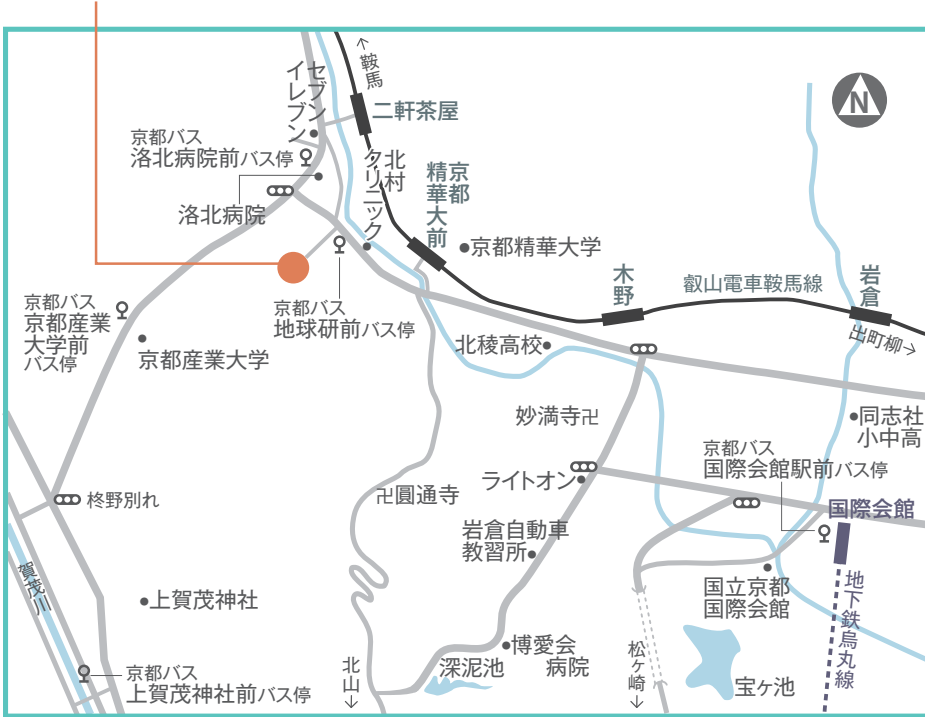 ↑鞍馬
セブン
イレブン
二軒茶屋
N
京都バス
洛北病院前バス停
北村
クリニック
京都
精華大前
洛北病院
京都精華大学
木野
叡山電車鞍馬線
岩倉
出町柳→
京都バス
京都産業
大学前
バス停
京都バス
地球研前バス停
京都産業大学
北稜高校
妙満寺卍
同志社
小中高
京都バス
国際会館駅前バス停
ライトオン
卍圓通寺
柊野別れ
国際会館
岩倉自動車
教習所
賀茂川
上賀茂神社
国立京都
国際会館
地下鉄烏丸線
博愛会
病院
深泥池
北山→
松ヶ崎→
宝ヶ池
京都バス
上賀茂神社前バス停